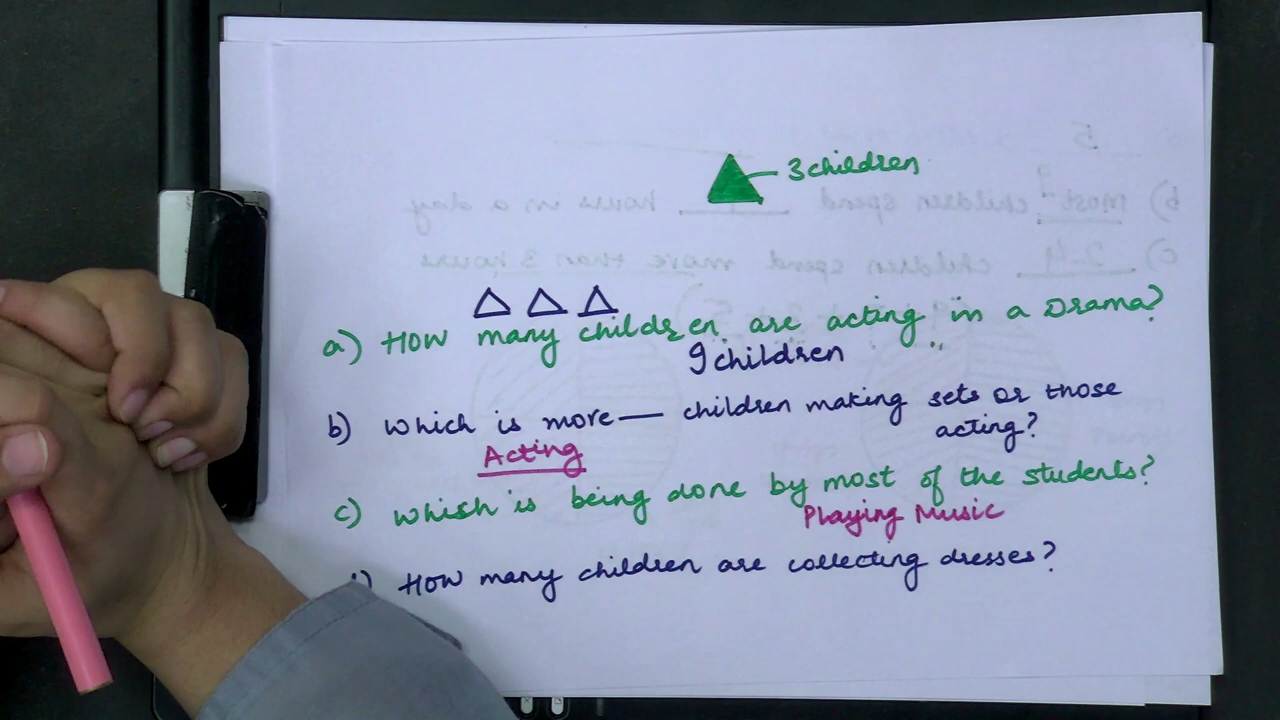 3 children
a) How many children are acting in a Drama?
9 children
b) which is more — children making sets or those
acting?
Acting
c) which is being done by most of the students?
Playing Music
) How many children are collecting dresses?